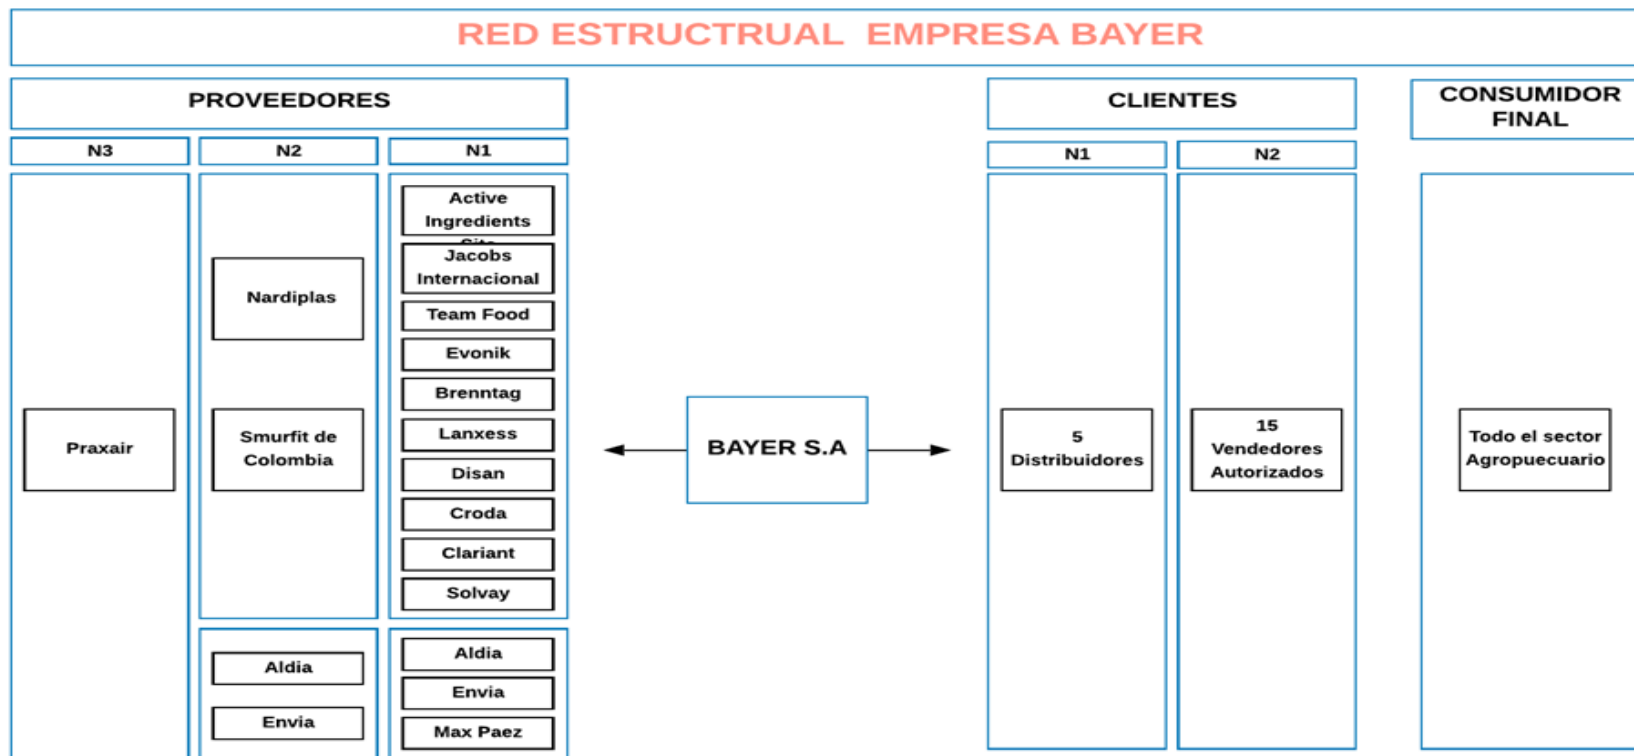 RED ESTRUCTRUAL EMPRESA BAYER
PROVEEDORES
N3
N2
N1
Praxair
Nardiplas
Smurfit de
Colombia
Aldia
Envia
Active
Ingredients
Jacobs
Internacional
Team Food
Evonik
Brenntag
Lanxess
Disan
Croda
Clariant
Solvay
Aldia
Envia
Max Paez
BAYER S.A
CLIENTES
N1
N2
5
Distribuidores
15
Vendedores
Autorizados
CONSUMIDOR
FINAL
Todo el sector
Agropuecuario